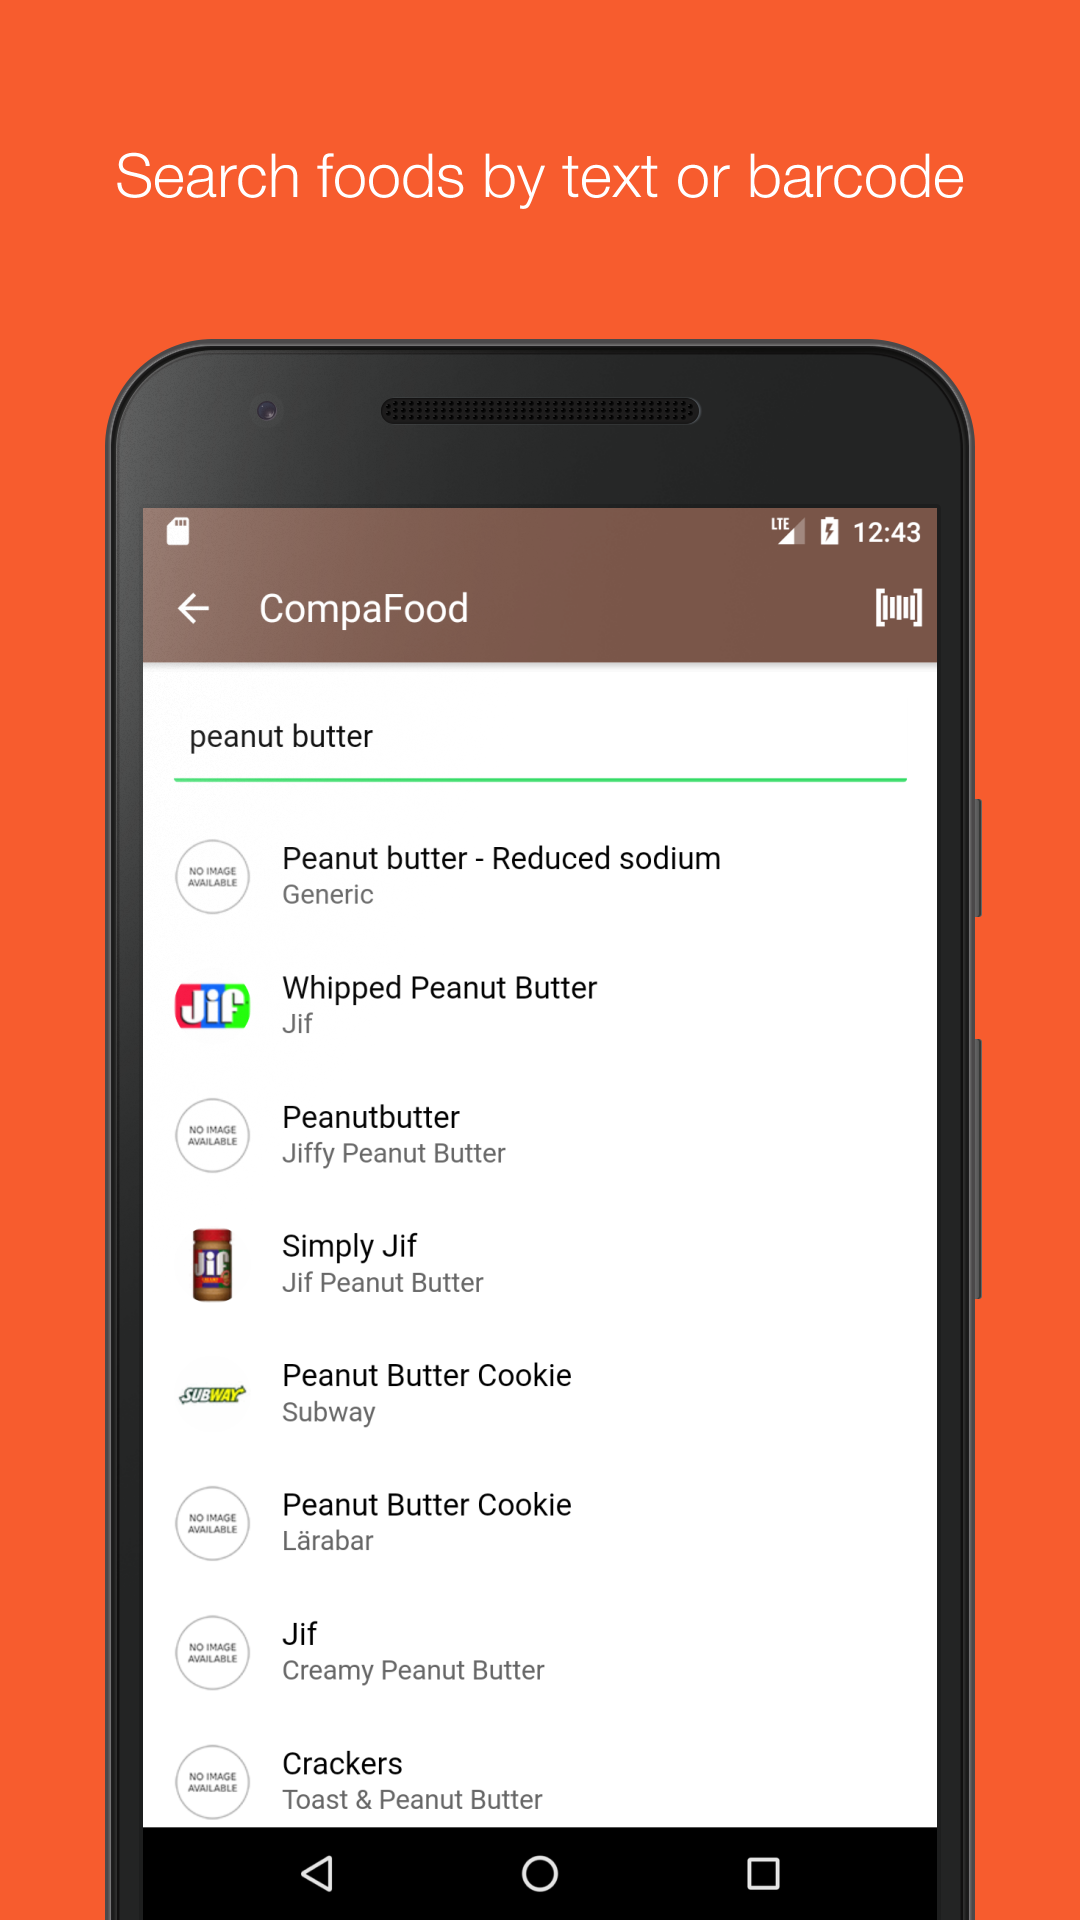 Search foods by text or barcode
LTE 12:43
CompaFood
peanut butter
NO IMAGE
AVAILABLE
Peanut butter - Reduced sodium
Generic
Jif
Whipped Peanut Butter
Jif
NO IMAGE
AVAILABLE
Peanutbutter
Jiffy Peanut Butter
Jif
Simply Jif
Jif Peanut Butter
SUBWAY
Peanut Butter Cookie
Subway
NO IMAGE
AVAILABLE
Peanut Butter Cookie
Lärabar
NO IMAGE
AVAILABLE
Jif
Creamy Peanut Butter
NO IMAGE
AVAILABLE
Crackers
Toast & Peanut Butter